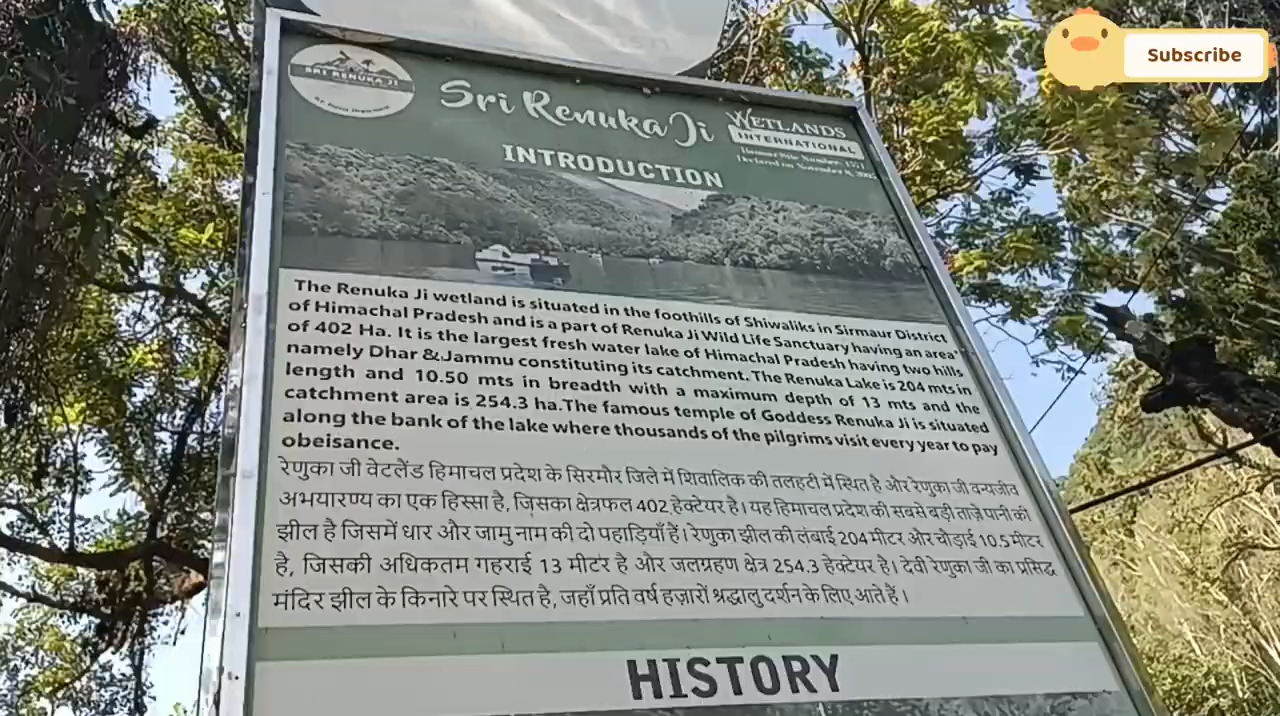 Subscribe
SRI RENUKA JI
Sri Renuka Ji
WETLANDS
INTERNATIONAL
Declared on November 8, 2005
INTRODUCTION
The Renuka Ji wetland is situated in the foothills of Shiwaliks in Sirmaur District
of Himachal Pradesh and is a part of Renuka Ji Wild Life Sanctuary having an area
of 402 Ha. It is the largest fresh water lake of Himachal Pradesh having two hills
namely Dhar & Jammu constituting its catchment. The Renuka Lake is 204 mts in
length and 10.50 mts in breadth with a maximum depth of 13 mts and the
catchment area is 254.3 ha.The famous temple of Goddess Renuka Ji is situated
along the bank of the lake where thousands of the pilgrims visit every year to pay
obeisance.
रेणुका जी वेटलैंड हिमाचल प्रदेश के सिरमौर जिले में शिवालिक की तलहटी में स्थित है और रेणुका जी वन्यजीव
अभयारण्य का एक हिस्सा है, जिसका क्षेत्रफल 402 हेक्टेयर है। यह हिमाचल प्रदेश की सबसे बड़ी ताज़े पानी की
झील है जिसमें धार और जामु नाम की दो पहाड़ियाँ हैं। रेणुका झील की लंबाई 204 मीटर और चौड़ाई 10.5 मीटर
है, जिसकी अधिकतम गहराई 13 मीटर है और जलग्रहण क्षेत्र 254.3 हेक्टेयर है। देवी रेणुका जी का प्रसिद्ध
मंदिर झील के किनारे पर स्थित है, जहाँ प्रति वर्ष हज़ारों श्रद्धालु दर्शन के लिए आते हैं।
HISTORY